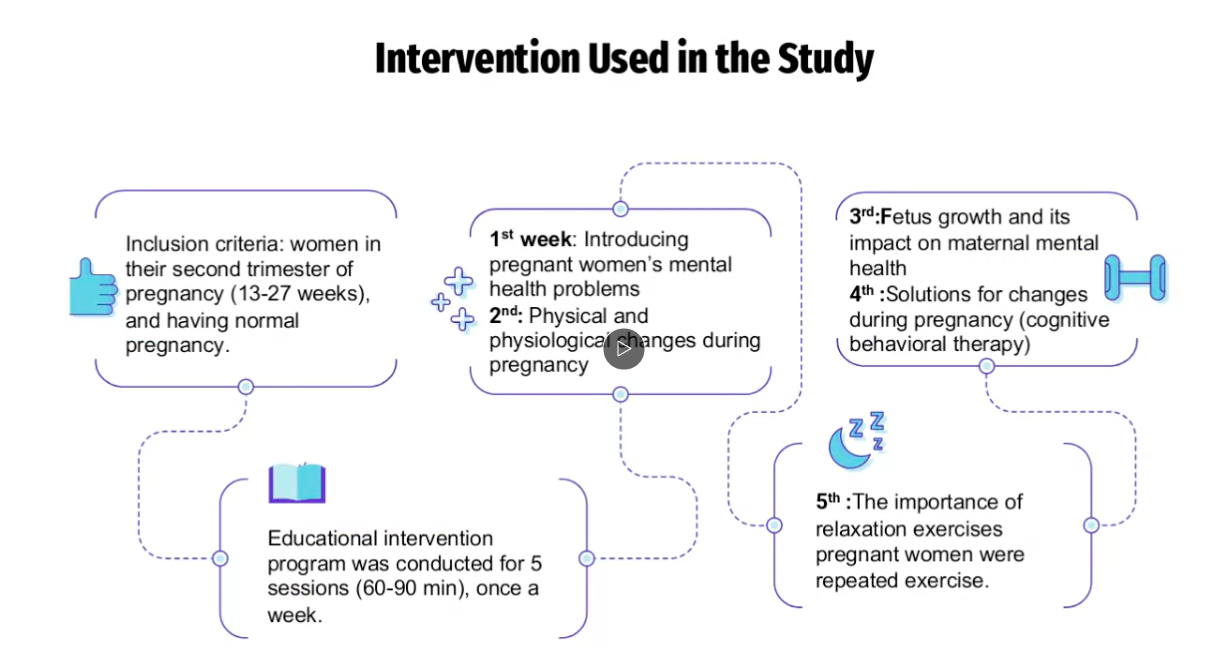 Intervention Used in the Study
Inclusion criteria: women in
their second trimester of
pregnancy (13-27 weeks),
and having normal
pregnancy.
Educational intervention
program was conducted for 5
sessions (60-90 min), once a
week.
1st week: Introducing
pregnant women's mental
health problems
2nd: Physical and
physiological changes during
pregnancy
3rd:Fetus growth and its
impact on maternal mental
health
4th :Solutions for changes
during pregnancy (cognitive
behavioral therapy)
Z Z
z
5th :The importance of
relaxation exercises
pregnant women were
repeated exercise.